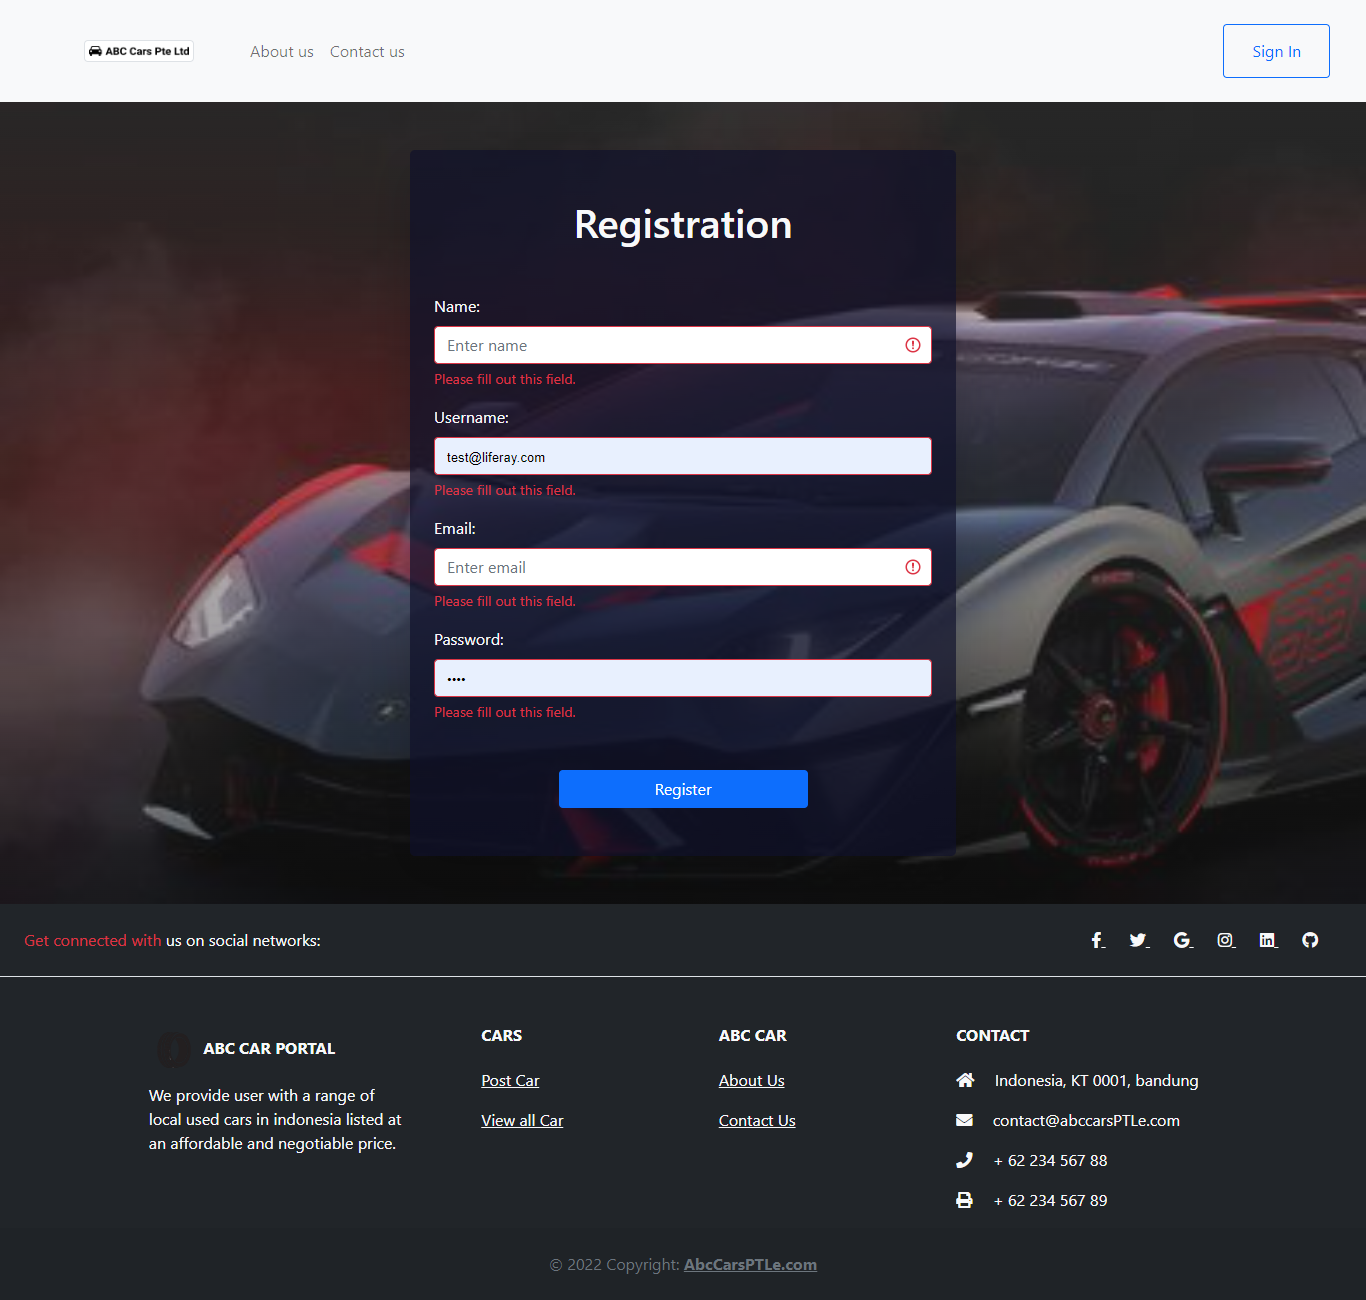 ABC Cars Pte Ltd
About us
Contact us
Sign In
Registration
Name:
Enter name
Please fill out this field.
Username:
test@liferay.com
Please fill out this field.
Email:
Enter email
Please fill out this field.
Password:
••••
Please fill out this field.
Register
Get connected with us on social networks:
ABC CAR PORTAL
We provide user with a range of
local used cars in indonesia listed at
an affordable and negotiable price.
CARS
Post Car
View all Car
ABC CAR
About Us
Contact Us
CONTACT
Indonesia, KT 0001, bandung
contact@abccarsPTLe.com
+ 62 234 567 88
+ 62 234 567 89
© 2022 Copyright: AbcCarsPTLe.com